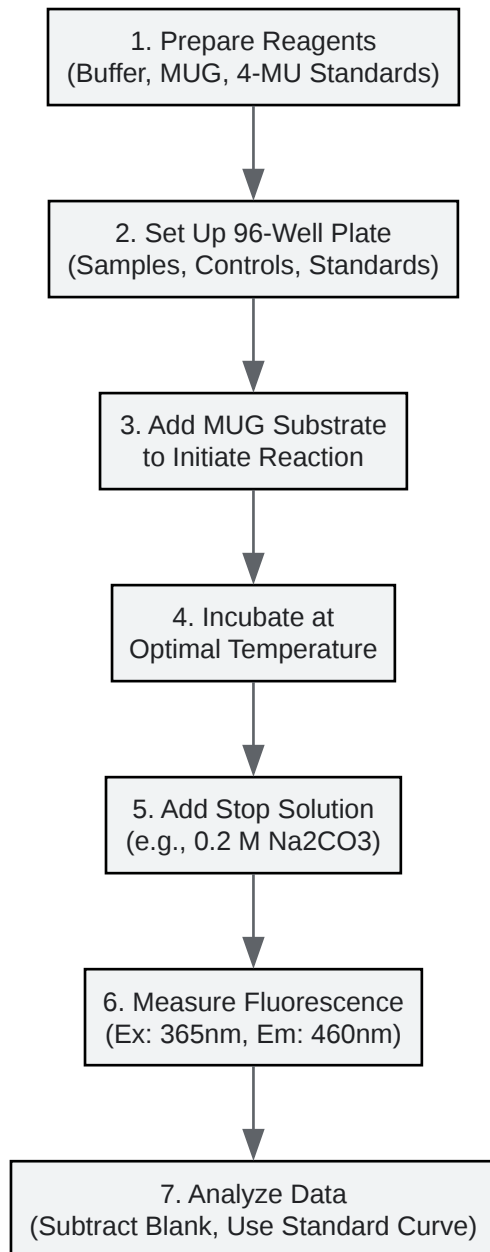 1. Prepare Reagents
(Buffer, MUG, 4-MU Standards)
2. Set Up 96-Well Plate
(Samples, Controls, Standards)
3. Add MUG Substrate
to Initiate Reaction
4. Incubate at
Optimal Temperature
5. Add Stop Solution
(e.g., 0.2 M Na2CO3)
6. Measure Fluorescence
(Ex: 365nm, Em: 460nm)
7. Analyze Data
(Subtract Blank, Use Standard Curve)